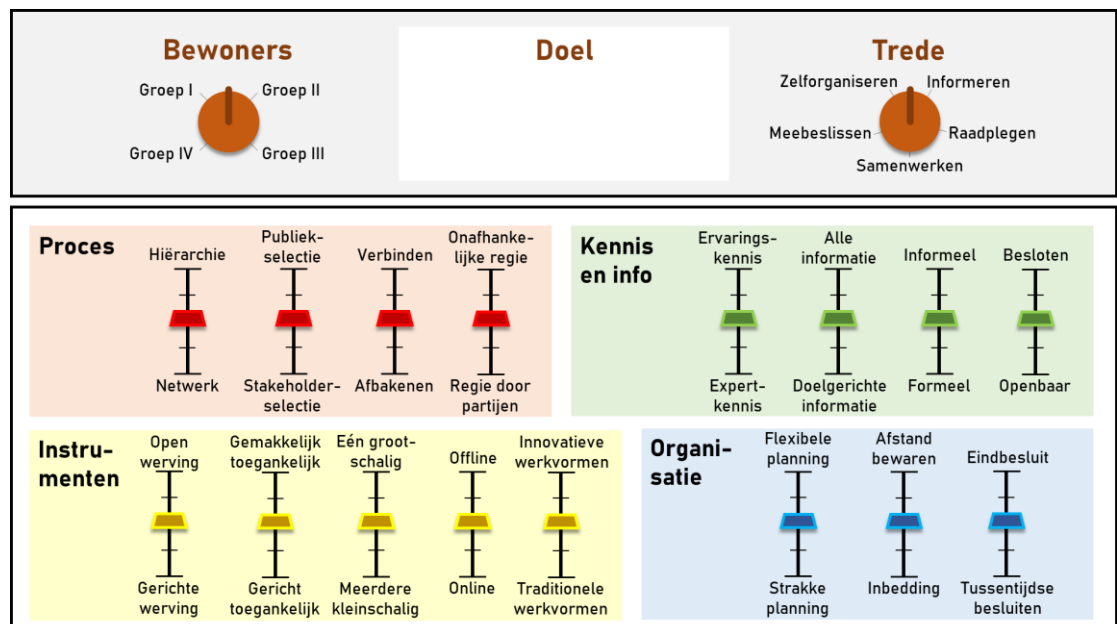 Bewoners
Groep I
Groep II
Groep IV
Groep III
Doel
Trede
Zelforganiseren
Informeren
Meebeslissen
Raadplegen
Samenwerken
Proces
Hiërarchie
Publiek-
selectie
Verbinden
Onafhanke-
lijke regie
Netwerk
Stakeholder-
selectie
Afbakenen
Regie door
partijen
Kennis
en info
Ervarings-
kennis
Alle
informatie
Informeel
Besloten
Expert-
kennis
Doelgerichte
informatie
Formeel
Openbaar
Instru-
menten
Open
werving
Gemakkelijk
toegankelijk
Eén groot-
schalig
Offline
Innovatieve
werkvormen
Gerichte
werving
Gericht
toegankelijk
Meerdere
kleinschalig
Online
Traditionele
werkvormen
Organi-
satie
Flexibele
planning
Afstand
bewaren
Eindbesluit
Strakke
planning
Inbedding
Tussentijdse
besluiten